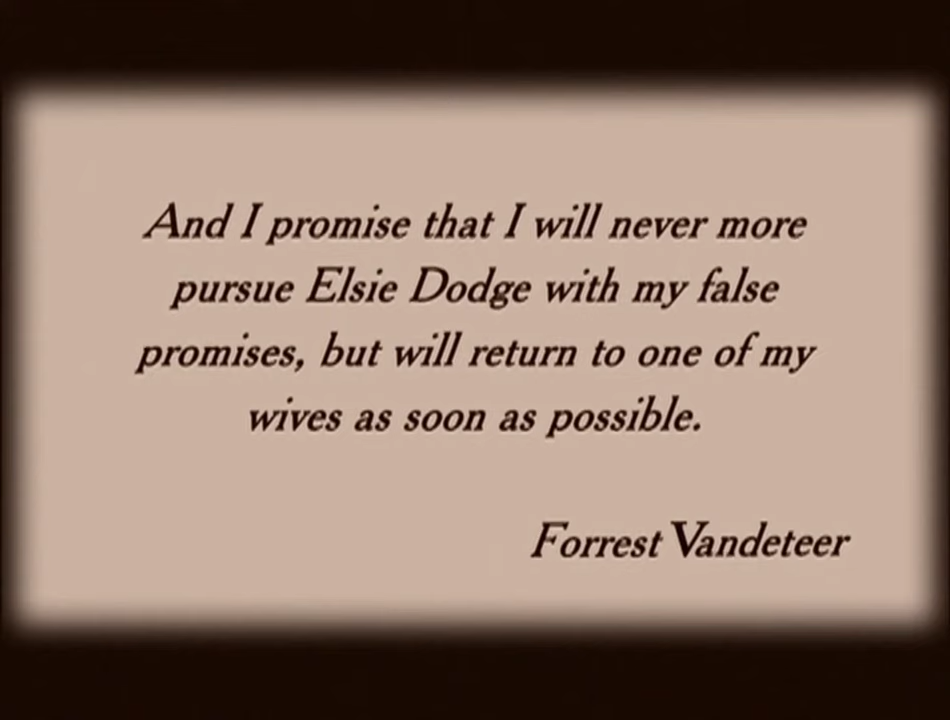 And I promise that I will never more
pursue Elsie Dodge with my false
promises, but will return to one of my
wives as soon as possible.
Forrest Vandeteer